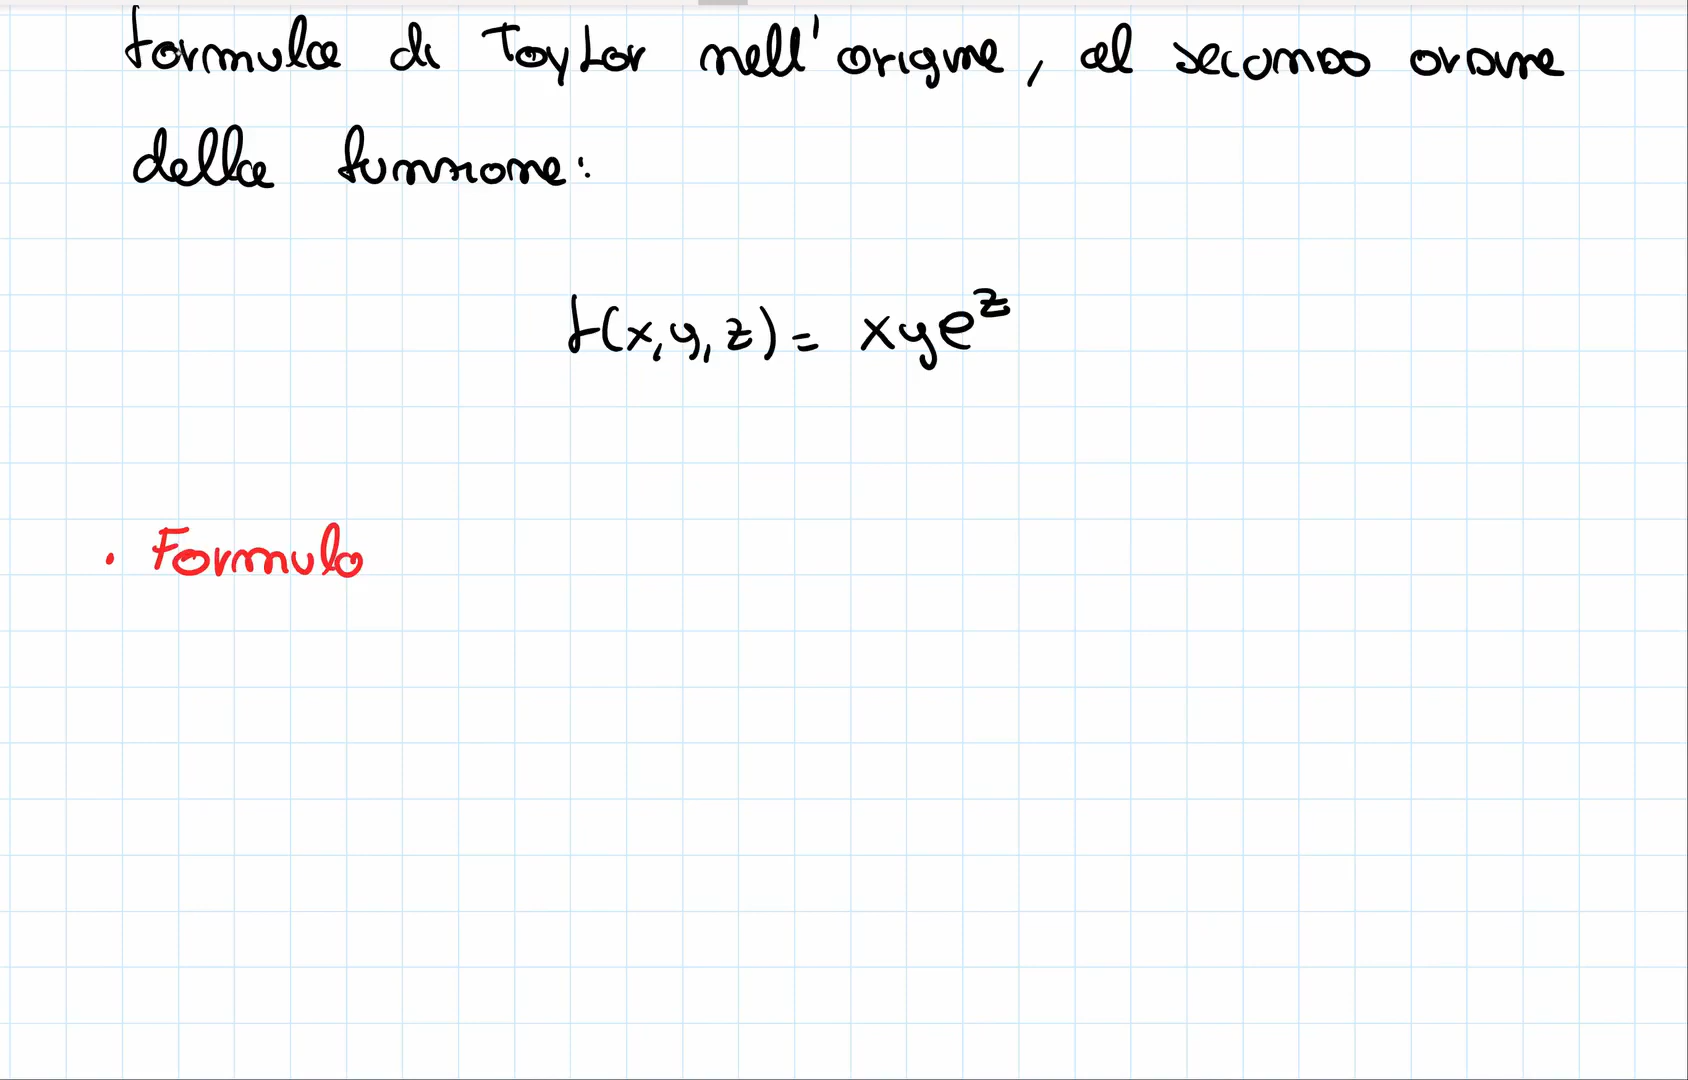 formula di Taylor nell'origine, al secondo ordine
della funzione:
f(x,y,z) = xye^z
· Formula